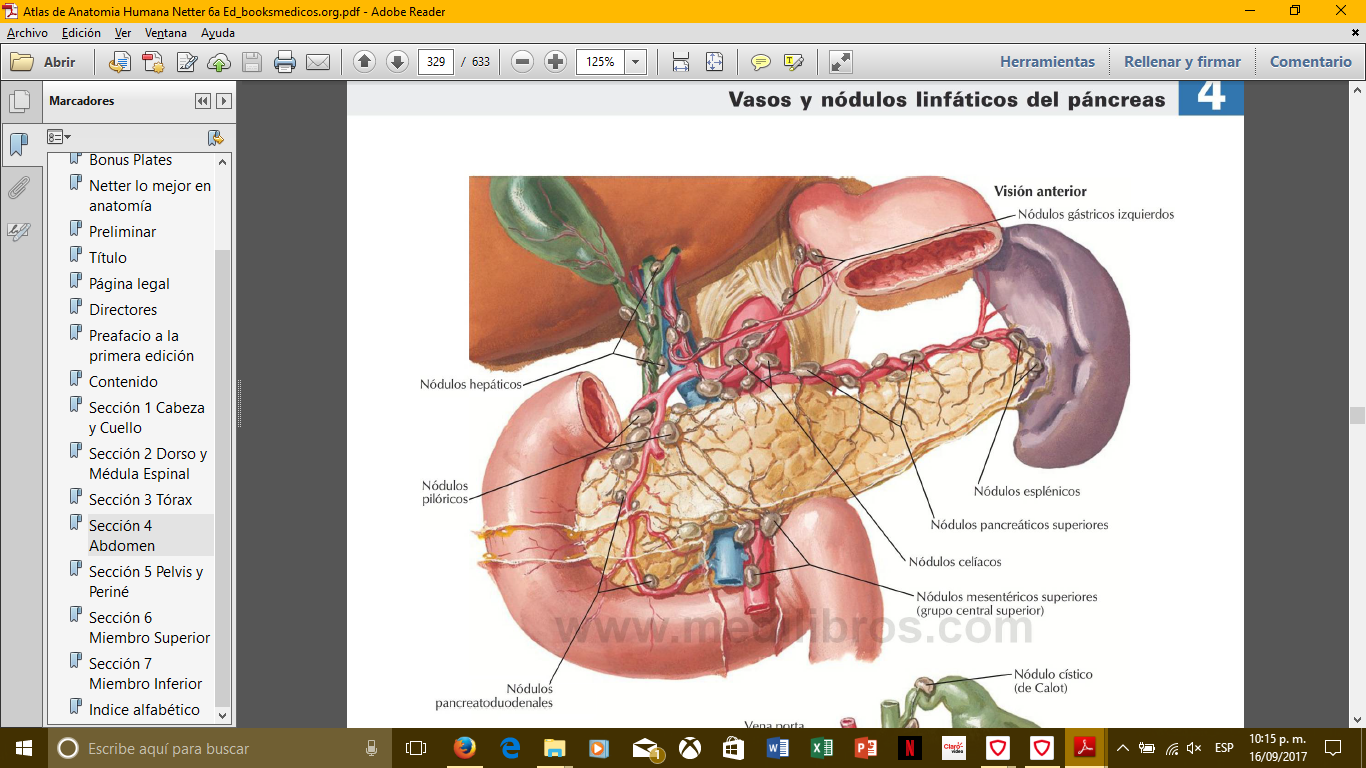 Atlas de Anatomia Humana Netter 6a Ed_booksmedicos.org.pdf - Adobe Reader
Archivo Edición Ver Ventana Ayuda
Abrir
329 / 633
125%
Herramientas
Rellenar y firmar
Comentario
Marcadores
Bonus Plates
Netter lo mejor en
anatomía
Preliminar
Título
Página legal
Directores
Preafacio a la
primera edición
Contenido
Sección 1 Cabeza
y Cuello
Sección 2 Dorso y
Médula Espinal
Sección 3 Tórax
Sección 4
Abdomen
Sección 5 Pelvis y
Periné
Sección 6
Miembro Superior
Sección 7
Miembro Inferior
Indice alfabético
Vasos y nódulos linfáticos del páncreas
4
Visión anterior
Nódulos gástricos izquierdos
Nódulos hepáticos
Nódulos
pilóricos
Nódulos esplénicos
Nódulos pancreáticos superiores
Nódulos celíacos
Nódulos mesentéricos superiores
(grupo central superior)
www.medilibros.com
Nódulos
pancreatoduodenales
Nódulo cístico
(de Calot)
Vena porta
Escribe aquí para buscar
1
Claro
video
ESP
10:15 p. m.
16/09/2017